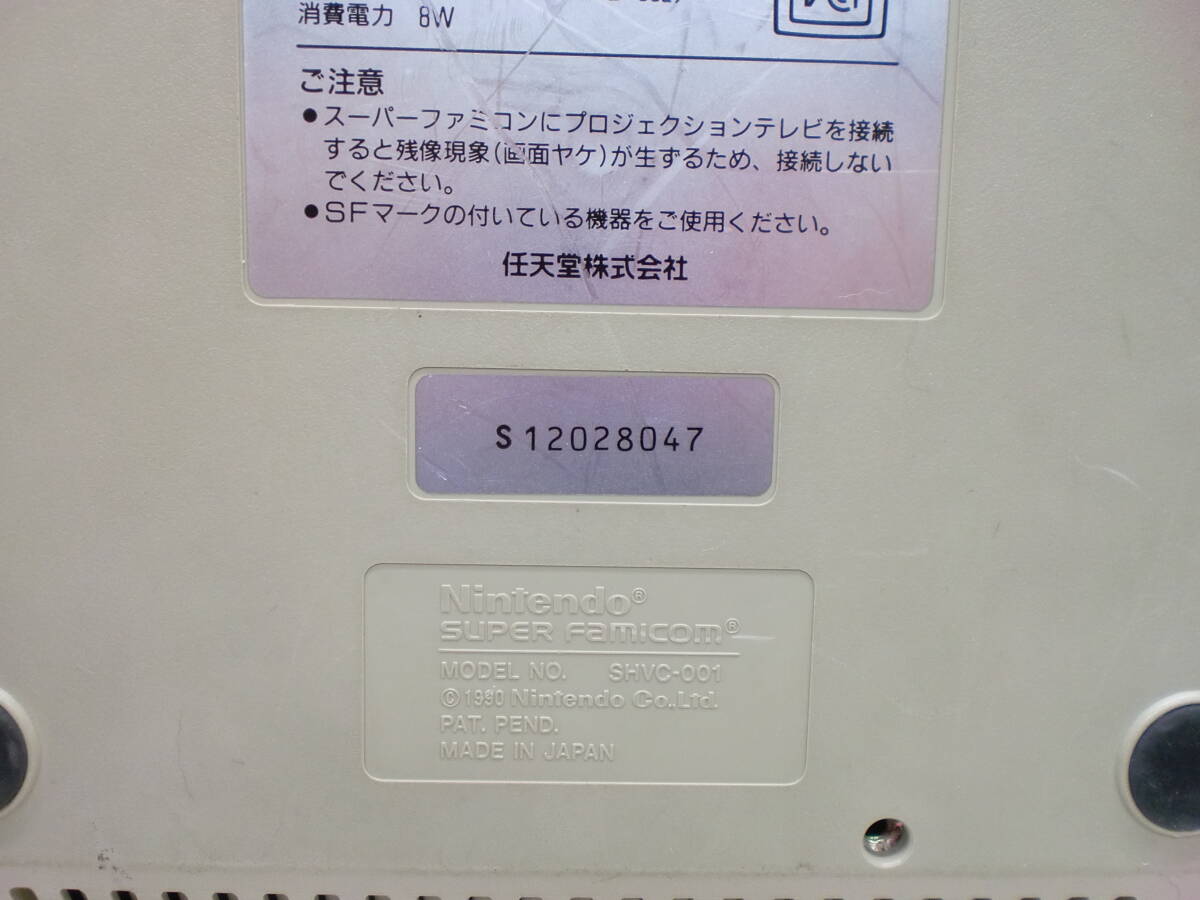 消費電力 8W
ご注意
●スーパーファミコンにプロジェクションテレビを接続
すると残像現象(画面ヤケ)が生ずるため、接続しない
でください。
●SFマークの付いている機器をご使用ください。
任天堂株式会社
S12028047
Nintendo®
SUPER FAMICOM®
MODEL NO. SHVC-001
©1990 Nintendo Co.,Ltd.
PAT. PEND.
MADE IN JAPAN